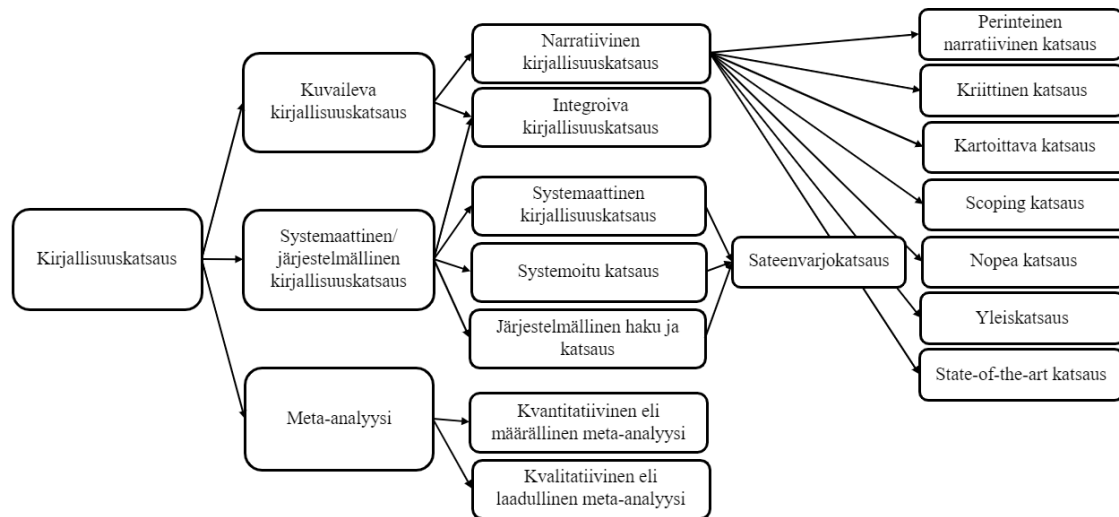 Kirjallisuuskatsaus
Kuvaileva
kirjallisuuskatsaus
Systemaattinen/
järjestelmällinen
kirjallisuuskatsaus
Meta-analyysi
Narratiivinen
kirjallisuuskatsaus
Integroiva
kirjallisuuskatsaus
Systemaattinen
kirjallisuuskatsaus
Systemoitu katsaus
Järjestelmällinen haku ja
katsaus
Kvantitatiivinen eli
määrällinen meta-analyysi
Kvalitatiivinen eli
laadullinen meta-analyysi
Sateenvarjokatsaus
Perinteinen
narratiivinen katsaus
Kriittinen katsaus
Kartoittava katsaus
Scoping katsaus
Nopea katsaus
Yleiskatsaus
State-of-the-art katsaus